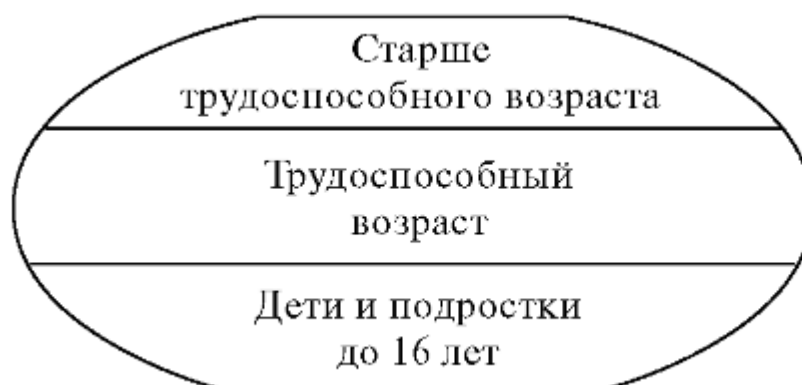 Старше
трудоспособного возраста
Трудоспособный
возраст
Дети и подростки
до 16 лет